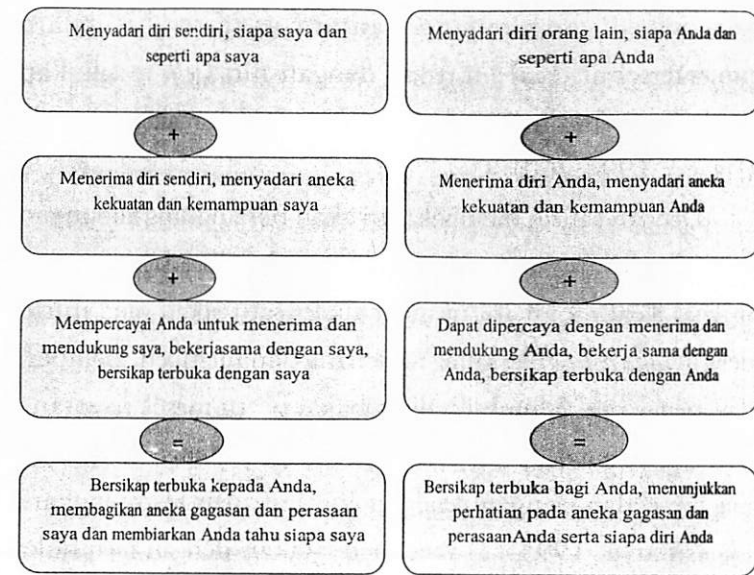 Menyadari diri sendiri, siapa saya dan
seperti apa saya
+
Menerima diri sendiri, menyadari aneka
kekuatan dan kemampuan saya
+
Mempercayai Anda untuk menerima dan
mendukung saya, bekerjasama dengan saya,
bersikap terbuka dengan saya
=
Bersikap terbuka kepada Anda,
membagikan aneka gagasan dan perasaan
saya dan membiarkan Anda tahu siapa saya
Menyadari diri orang lain, siapa Anda dan
seperti apa Anda
+
Menerima diri Anda, menyadari aneka
kekuatan dan kemampuan Anda
+
Dapat dipercaya dengan menerima dan
mendukung Anda, bekerja sama dengan
Anda, bersikap terbuka dengan Anda
=
Bersikap terbuka bagi Anda, menunjukkan
perhatian pada aneka gagasan dan
perasaanAnda serta siapa diri Anda